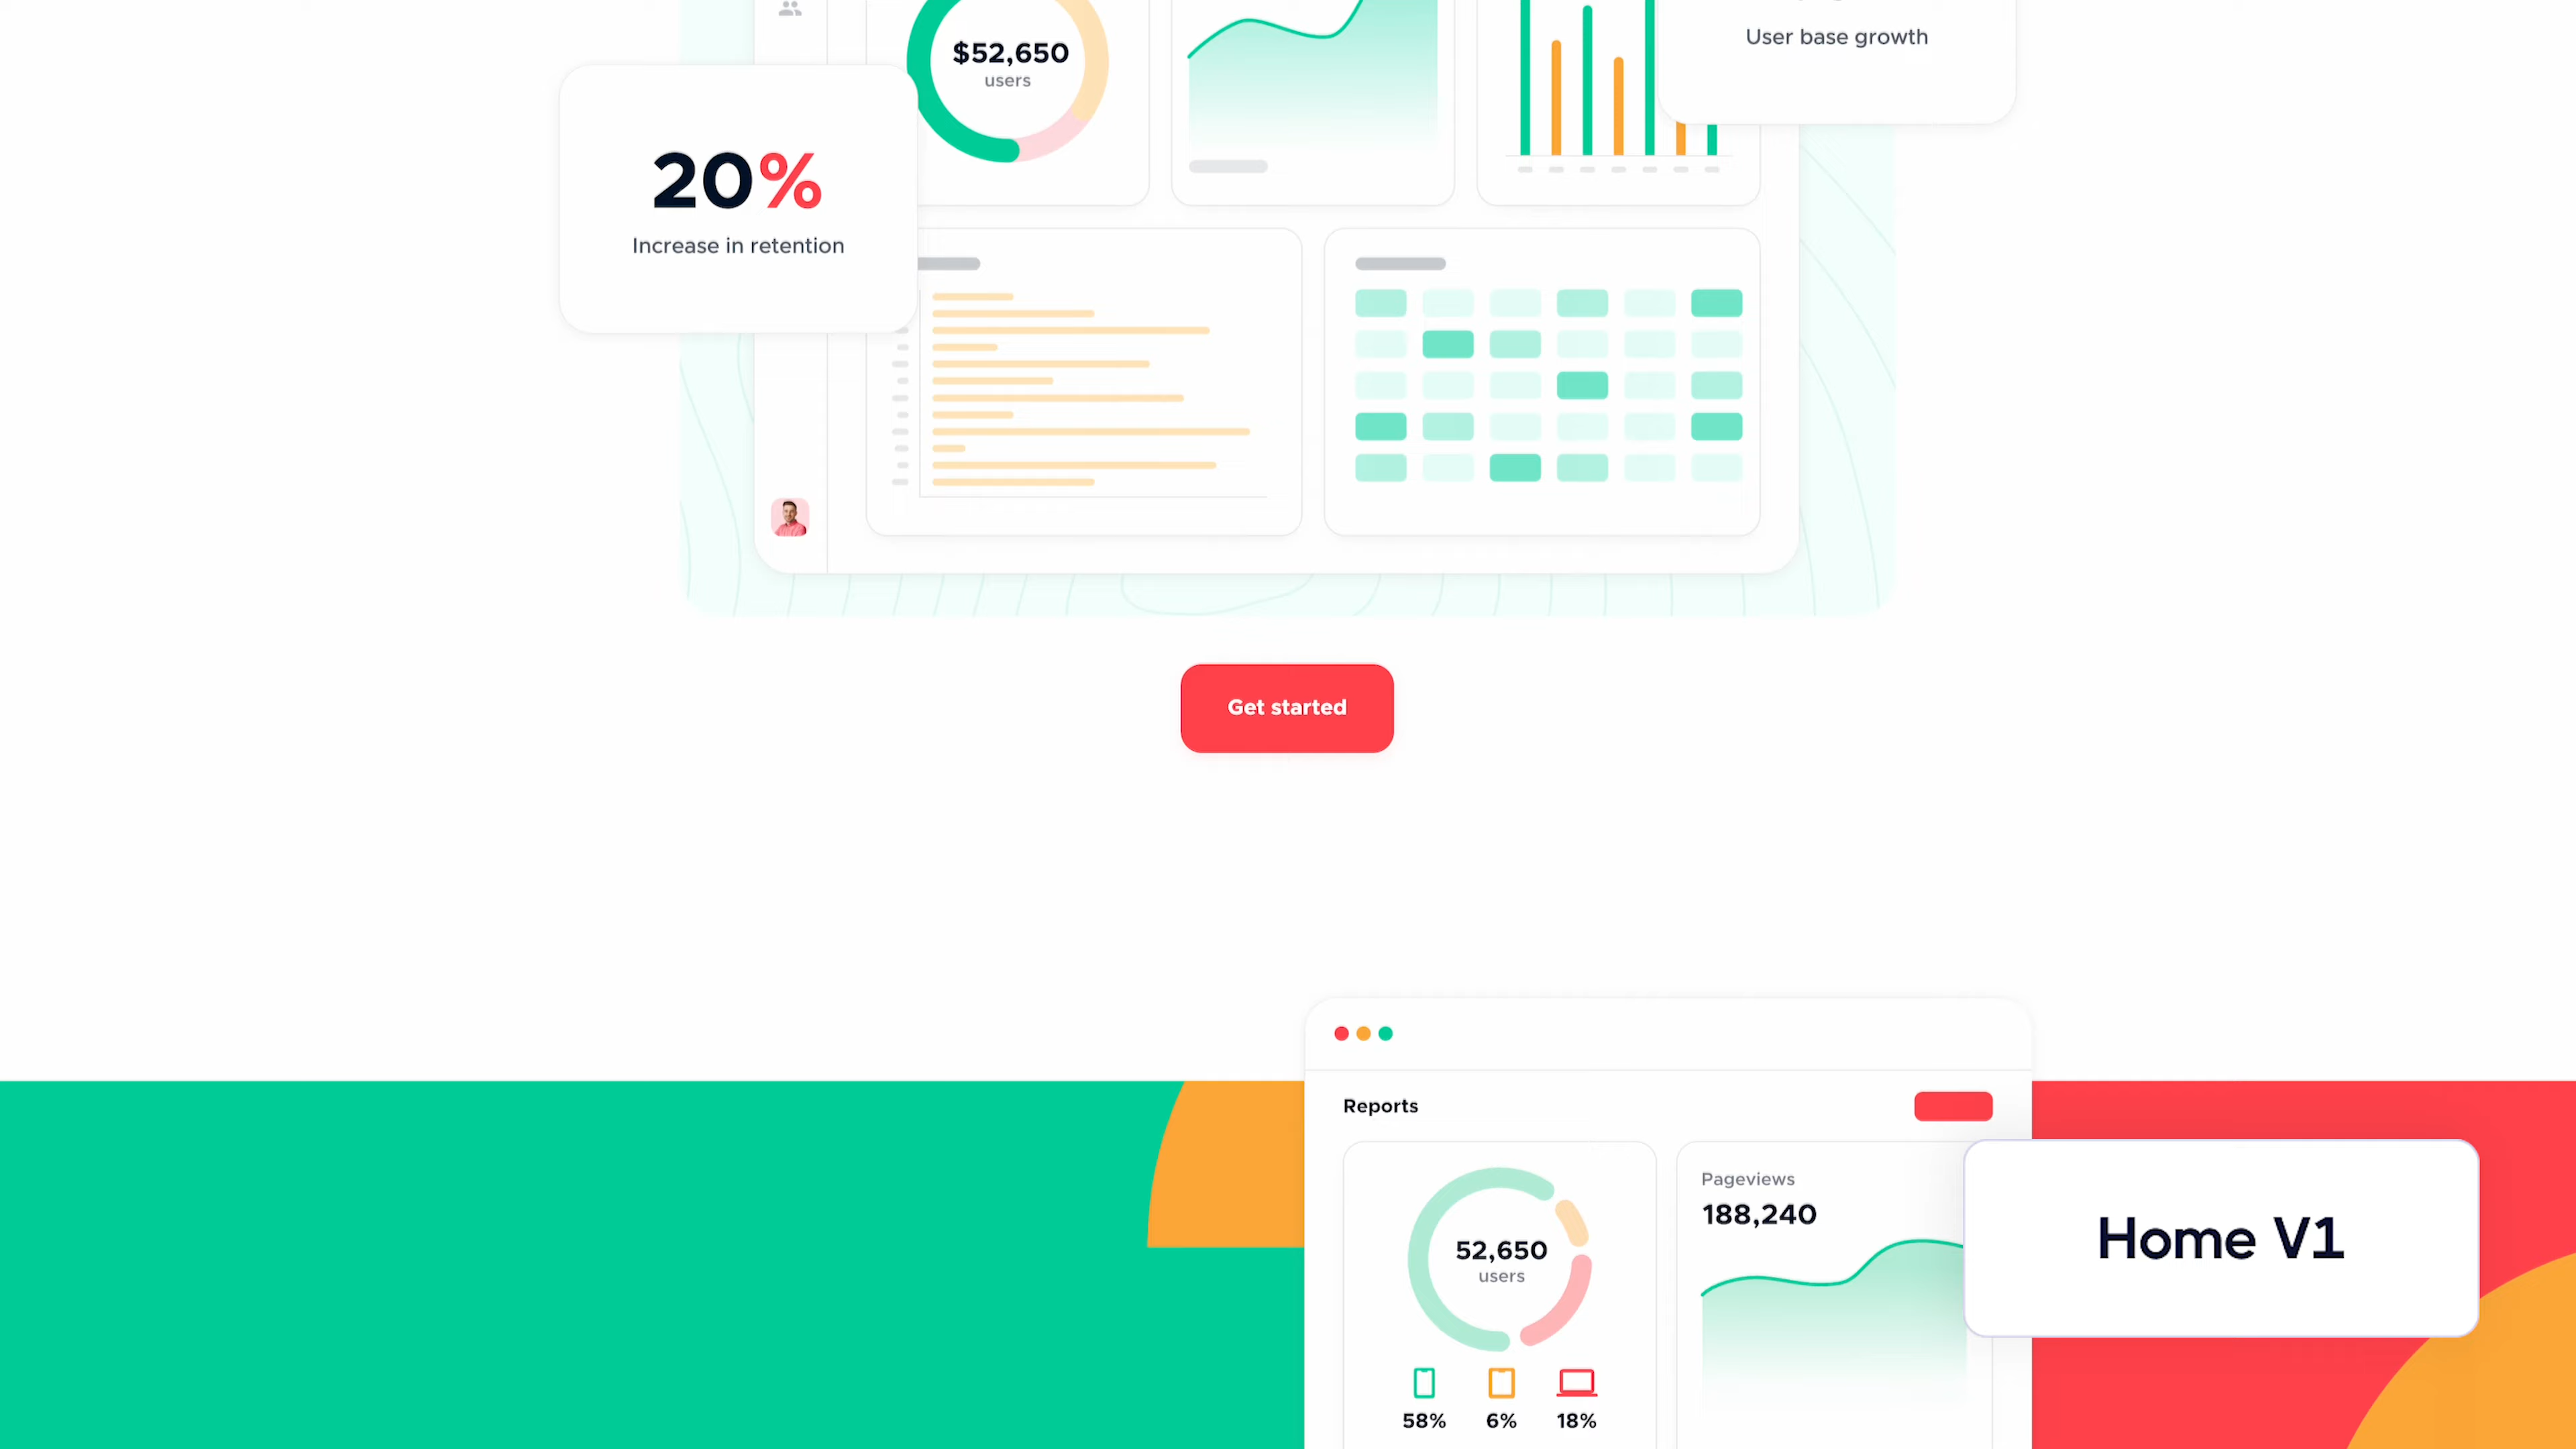 $52,650
users
User base growth
20%
Increase in retention
Get started
Reports
Pageviews
188,240
52,650
users
58% 6% 18%
Home V1